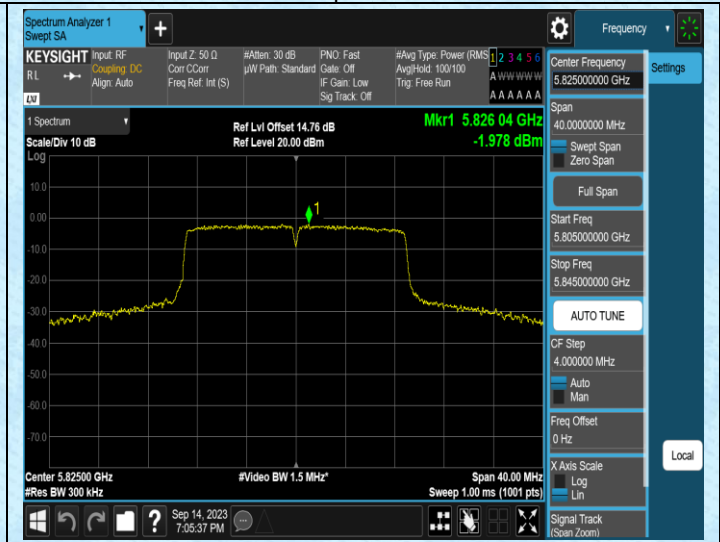 Spectrum Analyzer 1
Swept SA
+
Frequency
KEYSIGHT
RL
LXI
Input: RF
Coupling: DC
Align: Auto
Input Z: 50 Ω
Corr CCorr
Freq Ref: Int (S)
#Atten: 30 dB
µW Path: Standard
PNO: Fast
Gate: Off
IF Gain: Low
Sig Track: Off
#Avg Type: Power (RMS
Avg|Hold: 100/100
Trig: Free Run
1 2 3 4 5 6
A W W W W W
A A A A A A
1 Spectrum
Scale/Div 10 dB
Log
Ref Lvl Offset 14.76 dB
Ref Level 20.00 dBm
Mkr1 5.826 04 GHz
-1.978 dBm
10.0
0.00
-10.0
-20.0
-30.0
-40.0
-50.0
-60.0
-70.0
1
Center 5.82500 GHz
#Res BW 300 kHz
#Video BW 1.5 MHz*
Span 40.00 MHz
Sweep 1.00 ms (1001 pts)
?
Sep 14, 2023
7:05:37 PM
Center Frequency
5.825000000 GHz
Settings
Span
40.0000000 MHz
Swept Span
Zero Span
Full Span
Start Freq
5.805000000 GHz
Stop Freq
5.845000000 GHz
AUTO TUNE
CF Step
4.000000 MHz
Auto
Man
Freq Offset
0 Hz
X Axis Scale
Log
Lin
Local
Signal Track
(Span Zoom)